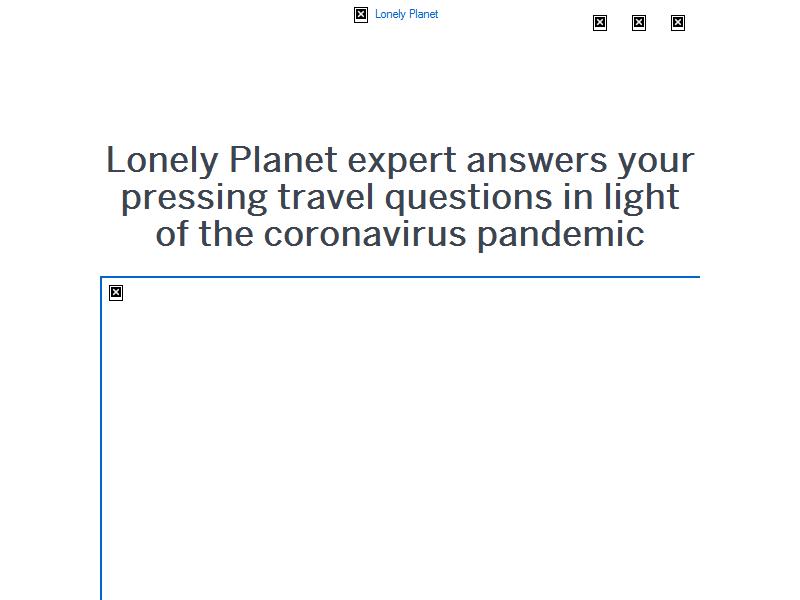 Lonely Planet
Lonely Planet expert answers your
pressing travel questions in light
of the coronavirus pandemic